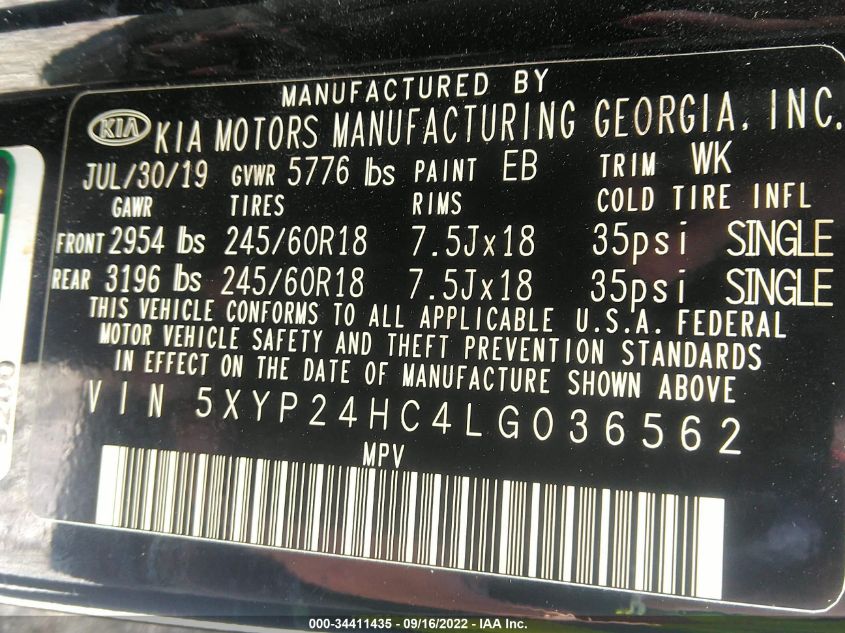 MANUFACTURED BY
KIA KIA MOTORS MANUFACTURING GEORGIA, INC.
JUL/30/19 GVWR 5776 lbs PAINT EB TRIM WK
GAWR TIRES RIMS COLD TIRE INFL
FRONT 2954 lbs 245/60R18 7.5Jx18 35psi SINGLE
REAR 3196 lbs 245/60R18 7.5Jx18 35psi SINGLE
THIS VEHICLE CONFORMS TO ALL APPLICABLE U.S.A. FEDERAL
MOTOR VEHICLE SAFETY AND THEFT PREVENTION STANDARDS
IN EFFECT ON THE DATE OF MANUFACTURE SHOWN ABOVE
VIN 5XYP24HC4LG036562
MPV
000-34411435 - 09/16/2022 - IAA Inc.